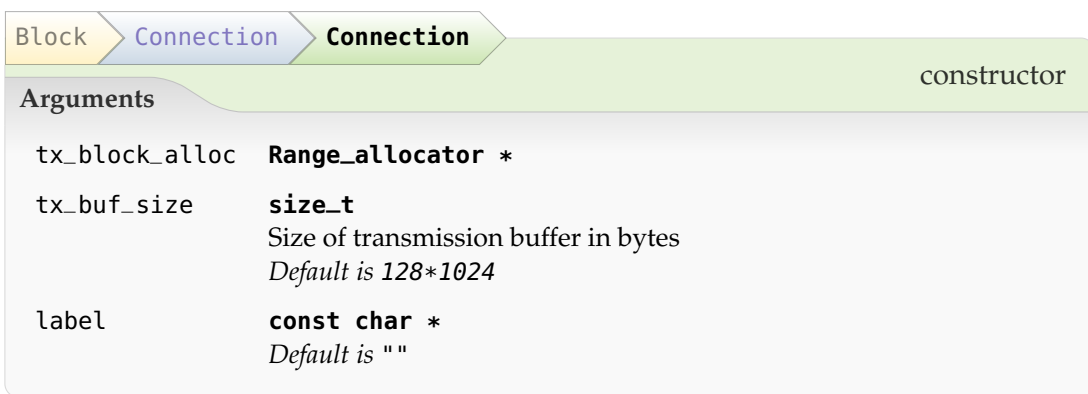 Block Connection Connection
constructor
Arguments
tx_block_alloc Range_allocator *
tx_buf_size size_t
Size of transmission buffer in bytes
Default is 128*1024
label const char *
Default is ""